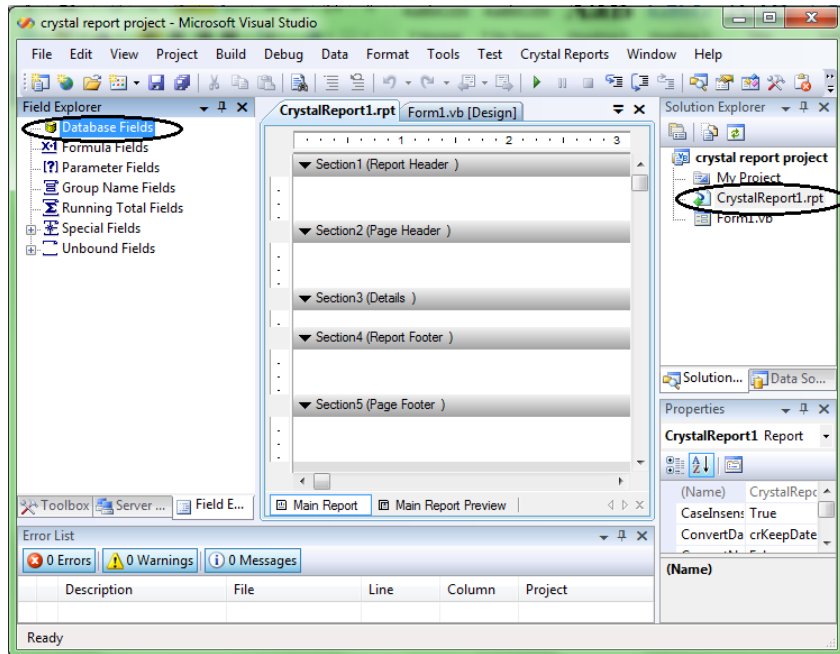 crystal report project - Microsoft Visual Studio
File Edit View Project Build Debug Data Format Tools Test Crystal Reports Window Help
Field Explorer
Database Fields
Formula Fields
Parameter Fields
Group Name Fields
Running Total Fields
Special Fields
Unbound Fields
Toolbox Server ... Field E...
CrystalReport1.rpt Form1.vb [Design]
1 2 3
Section1 (Report Header )
Section2 (Page Header )
Section3 (Details )
Section4 (Report Footer )
Section5 (Page Footer )
Main Report Main Report Preview
Solution Explorer
crystal report project
My Project
CrystalReport1.rpt
Form1.vb
Solution... Data So...
Properties
CrystalReport1 Report
(Name) CrystalRepc
CaseInsens True
ConvertDa crKeepDate
(Name)
Error List
0 Errors 0 Warnings 0 Messages
Description File Line Column Project
Ready